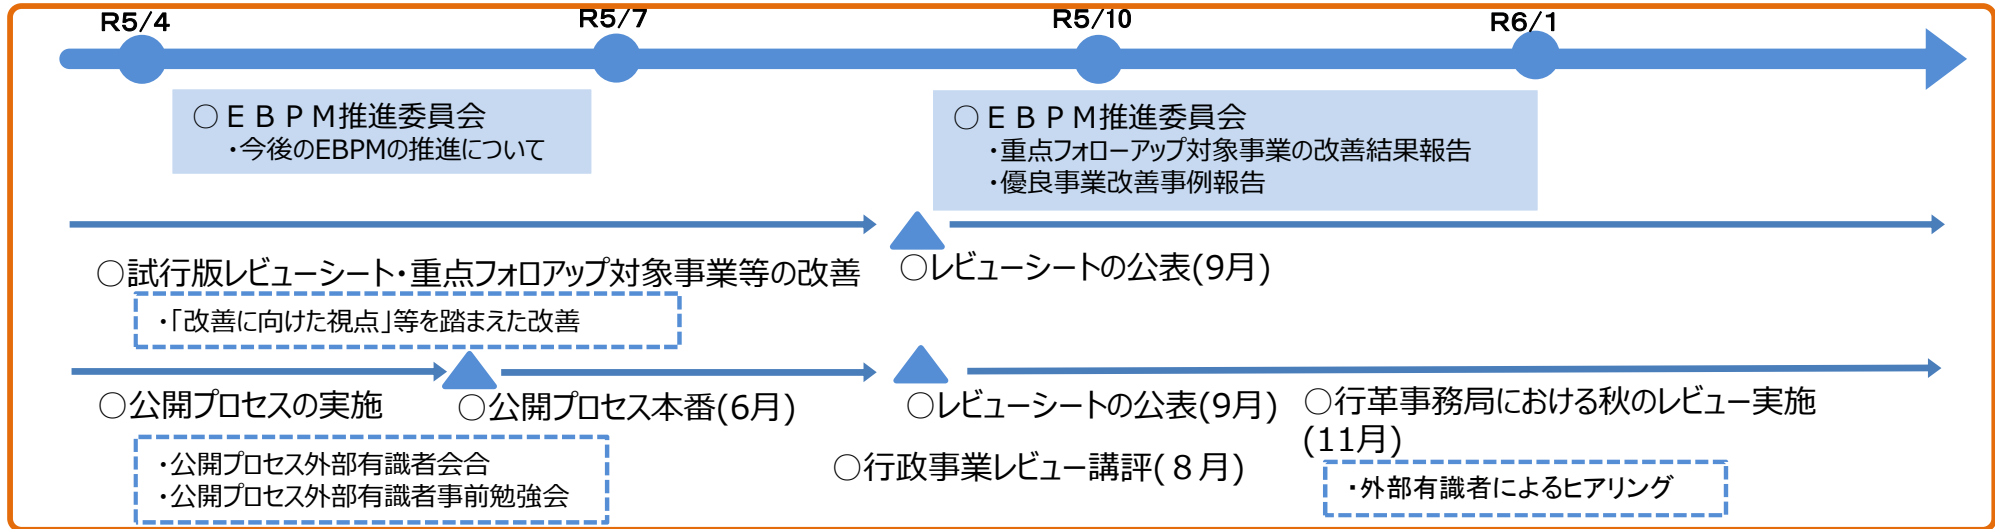 R5/4
R5/7
R5/10
R6/1
○ＥＢＰＭ推進委員会
・今後のEBPMの推進について
○ＥＢＰＭ推進委員会
・重点フォローアップ対象事業の改善結果報告
・優良事業改善事例報告
○試行版レビューシート・重点フォロアップ対象事業等の改善
○レビューシートの公表(9月)
・「改善に向けた視点」等を踏まえた改善
○公開プロセスの実施
○公開プロセス本番(6月)
○レビューシートの公表(9月)
○行革事務局における秋のレビュー実施
(11月)
・公開プロセス外部有識者会合
・公開プロセス外部有識者事前勉強会
○行政事業レビュー講評(８月)
・外部有識者によるヒアリング